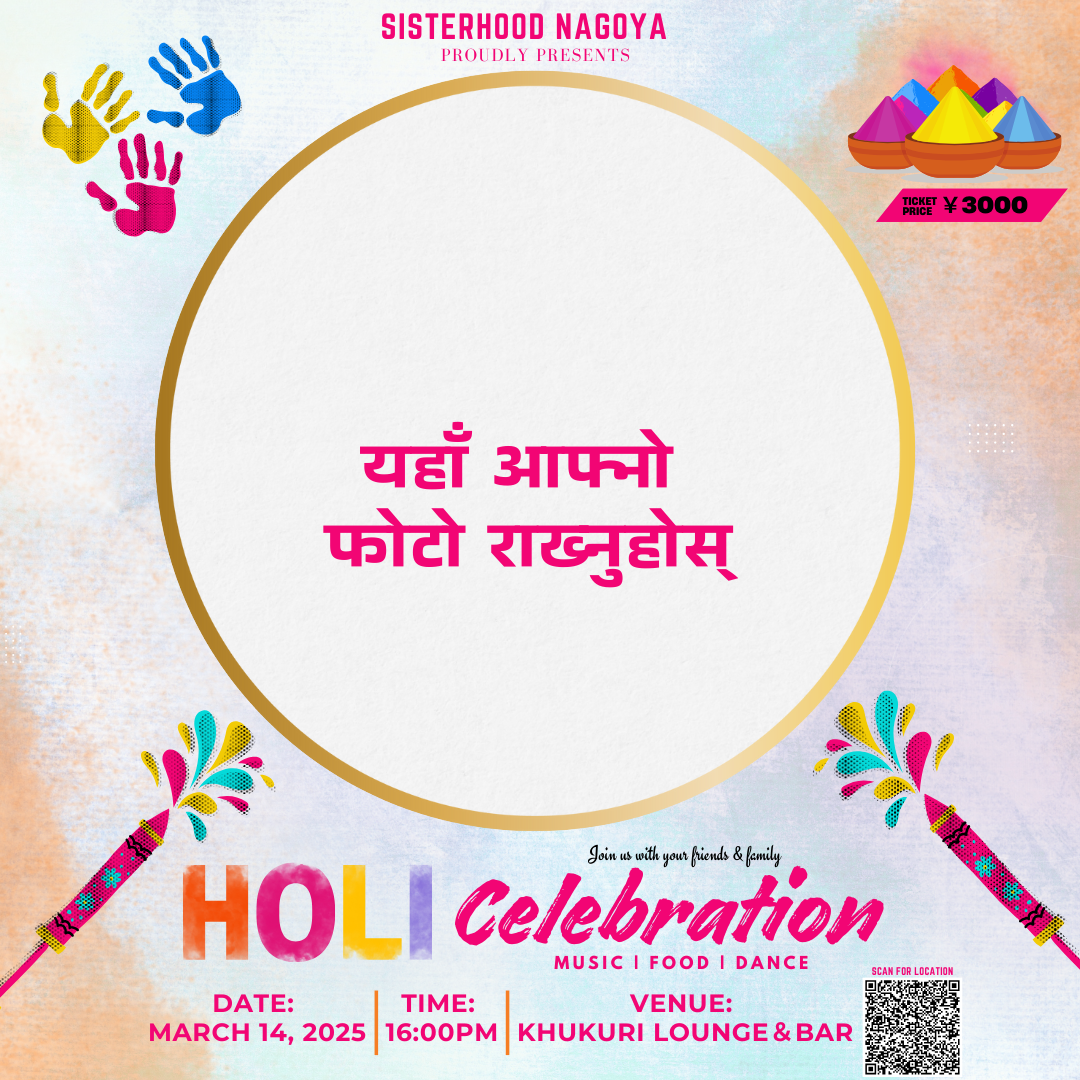 SISTERHOOD NAGOYA
PROUDLY PRESENTS
TICKET PRICE ¥3000
यहाँ आफ्नो
फोटो राख्नुहोस्
Join us with your friends & family
HOLI Celebration
MUSIC | FOOD | DANCE
SCAN FOR LOCATION
DATE:
MARCH 14, 2025
TIME:
16:00PM
VENUE:
KHUKURI LOUNGE & BAR